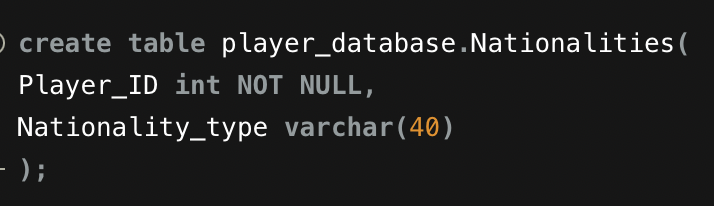 create table player_database.Nationalities(
Player_ID int NOT NULL,
Nationality_type varchar(40)
);